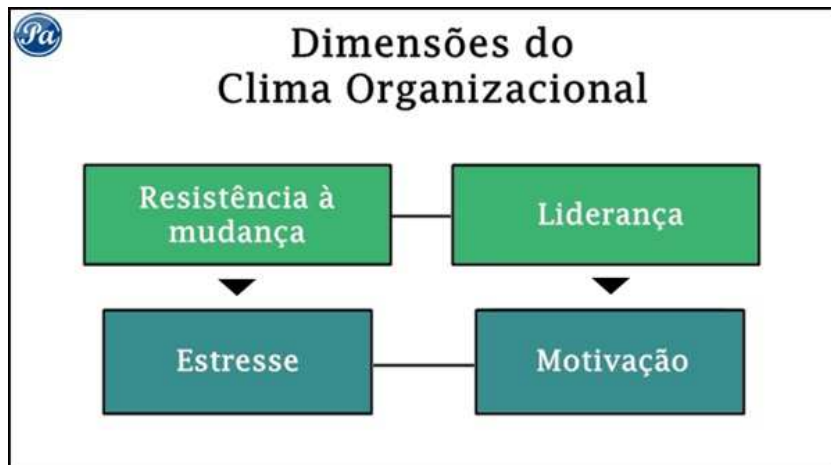 Pa
Dimensões do
Clima Organizacional
Resistência à
mudança
Liderança
Estresse
Motivação